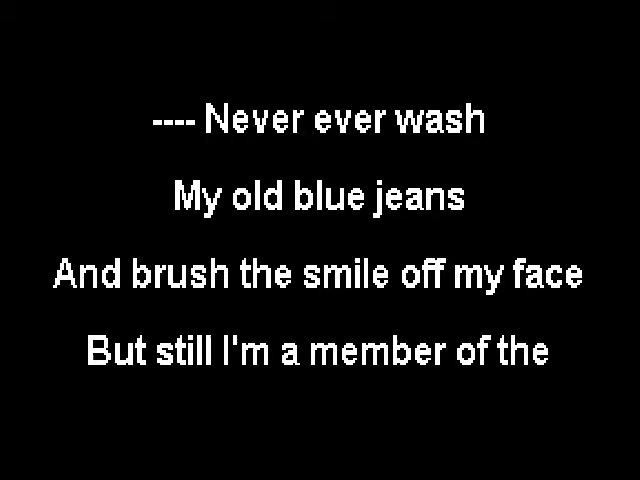 ---- Never ever wash
My old blue jeans
And brush the smile off my face
But still I'm a member of the